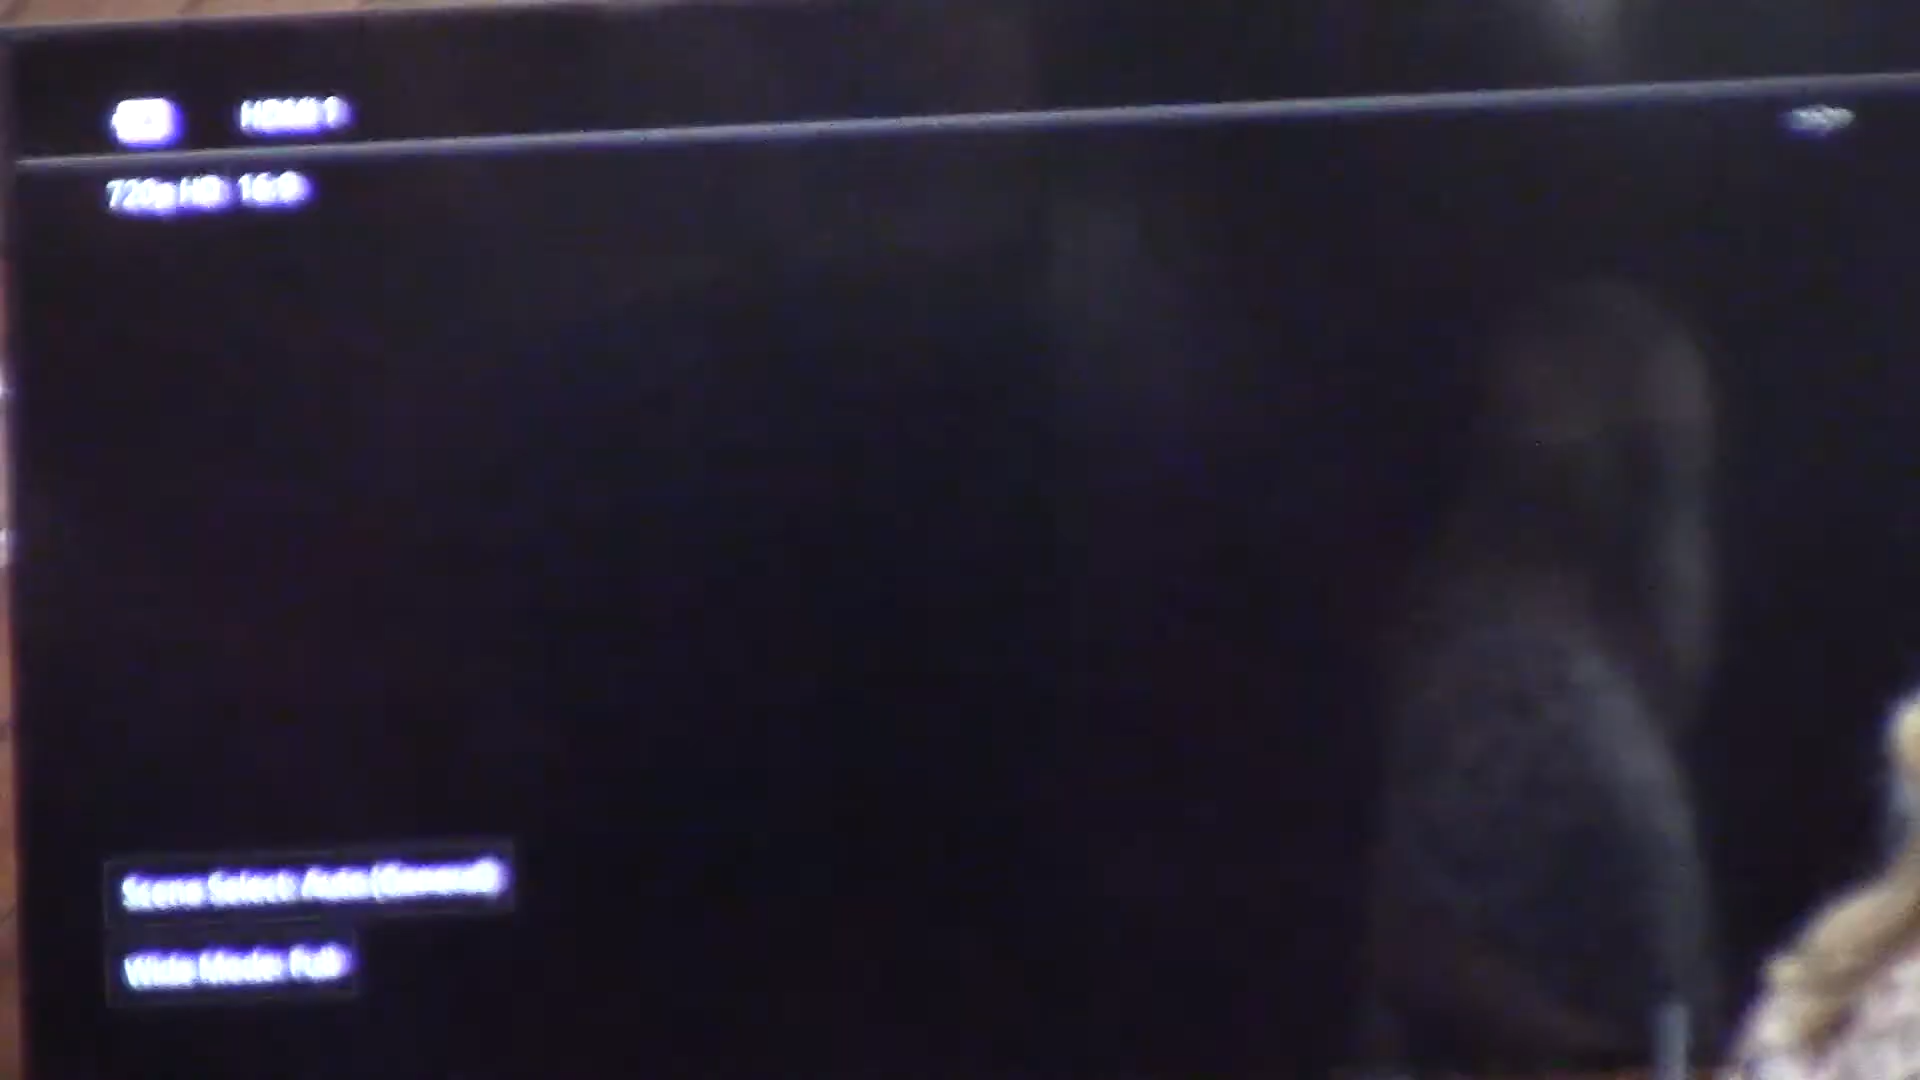 HDMI 1
720p HD 16:9
Scene Select: Auto (General)
Wide Mode: Full